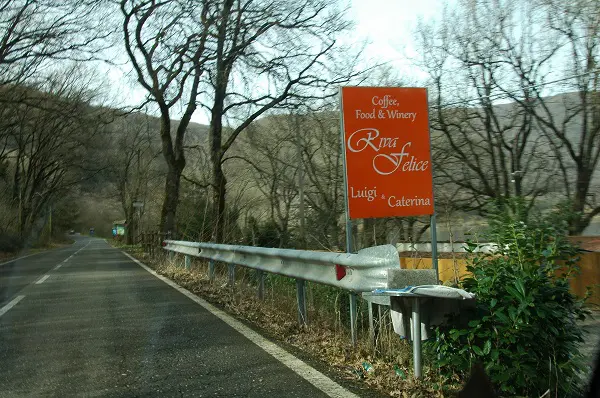 Coffee,
Food & Winery
Riva
Felice
Luigi & Caterina